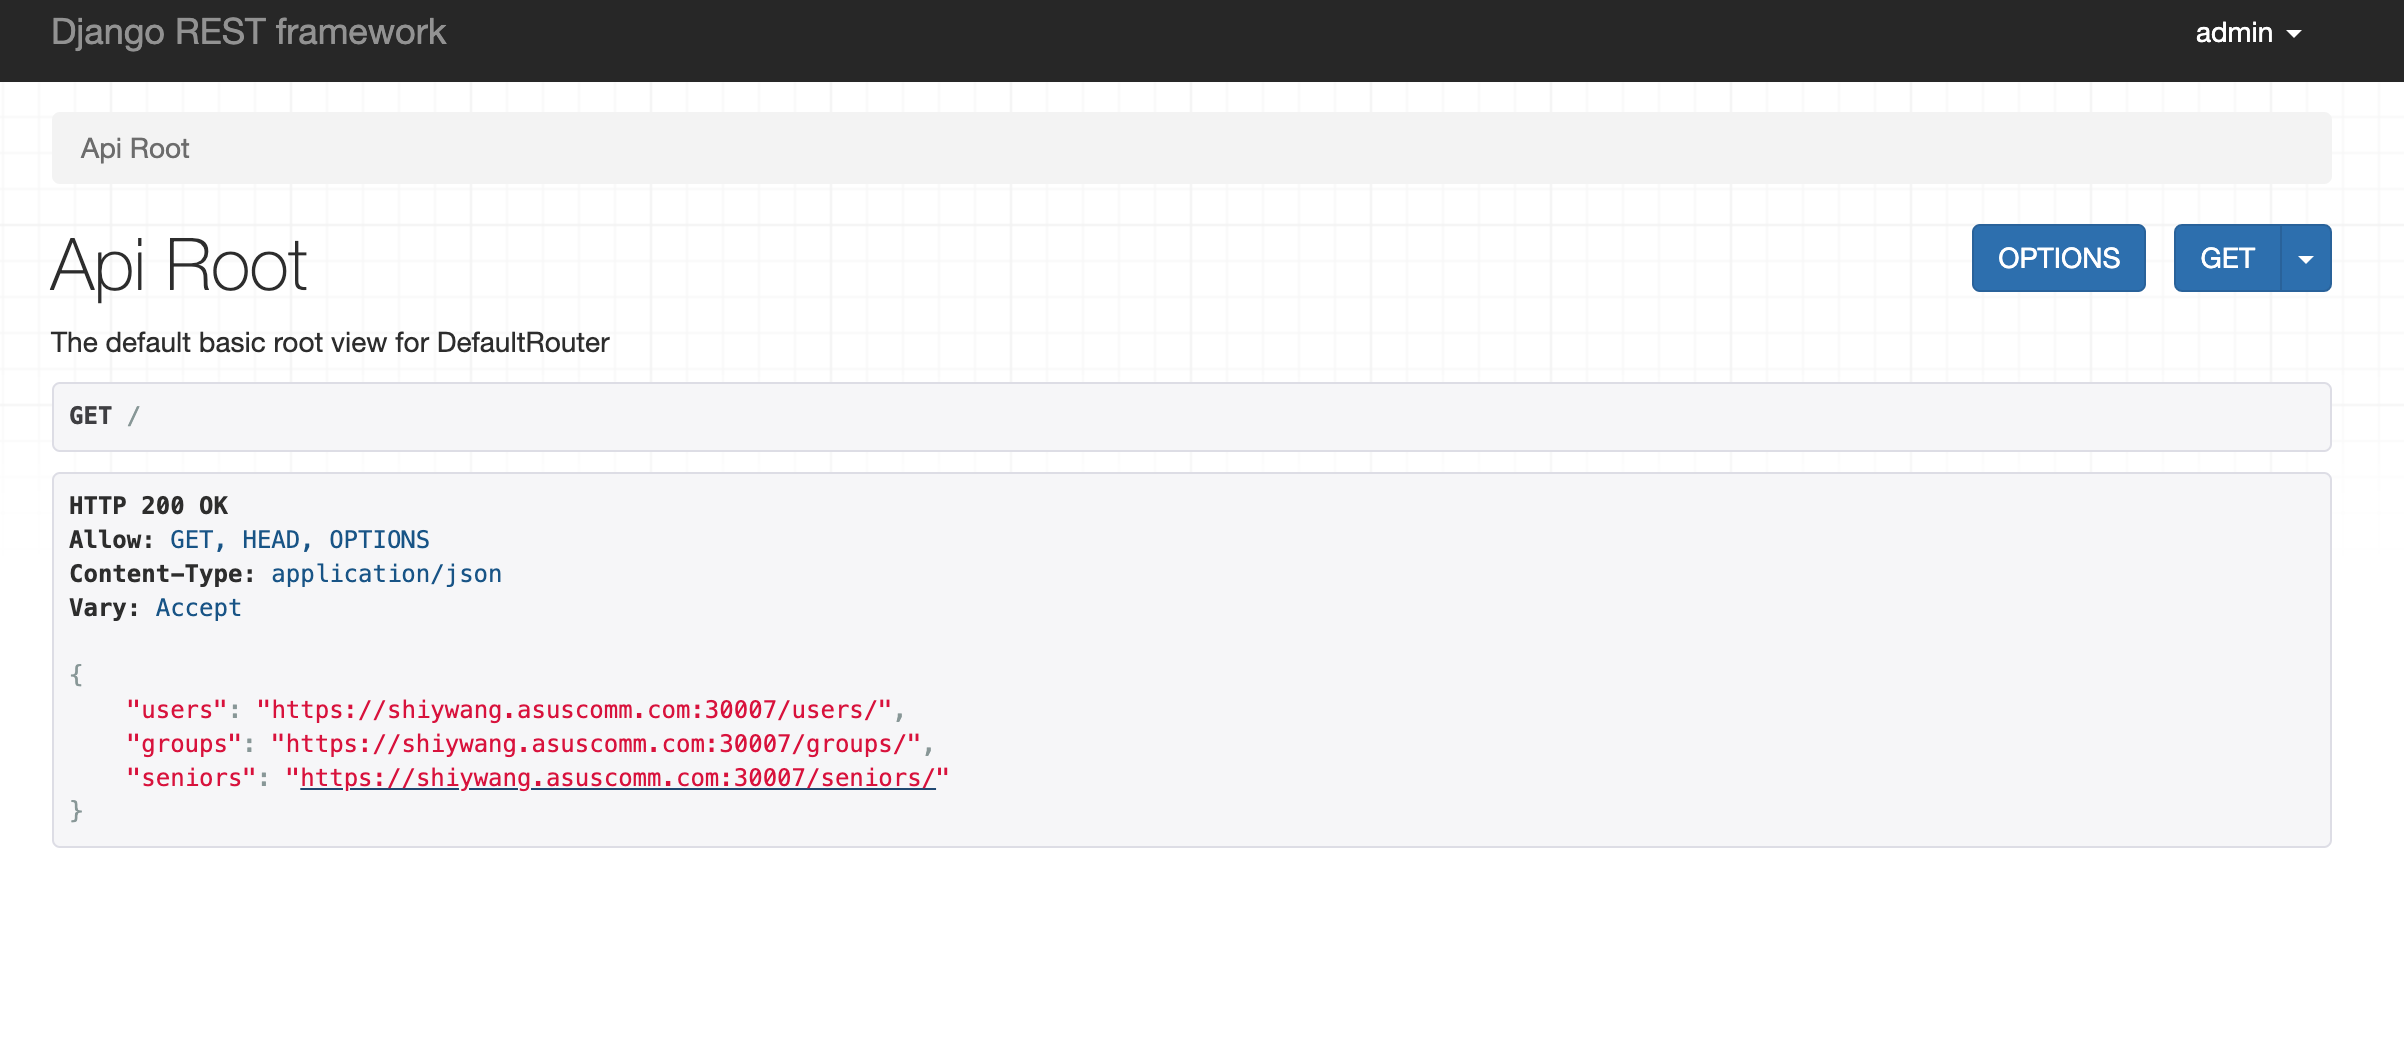 Django REST framework
admin
Api Root
Api Root
OPTIONS
GET
The default basic root view for DefaultRouter
GET /
HTTP 200 OK
Allow: GET, HEAD, OPTIONS
Content-Type: application/json
Vary: Accept
{
    "users": "https://shiywang.asuscomm.com:30007/users/",
    "groups": "https://shiywang.asuscomm.com:30007/groups/",
    "seniors": "https://shiywang.asuscomm.com:30007/seniors/"
}